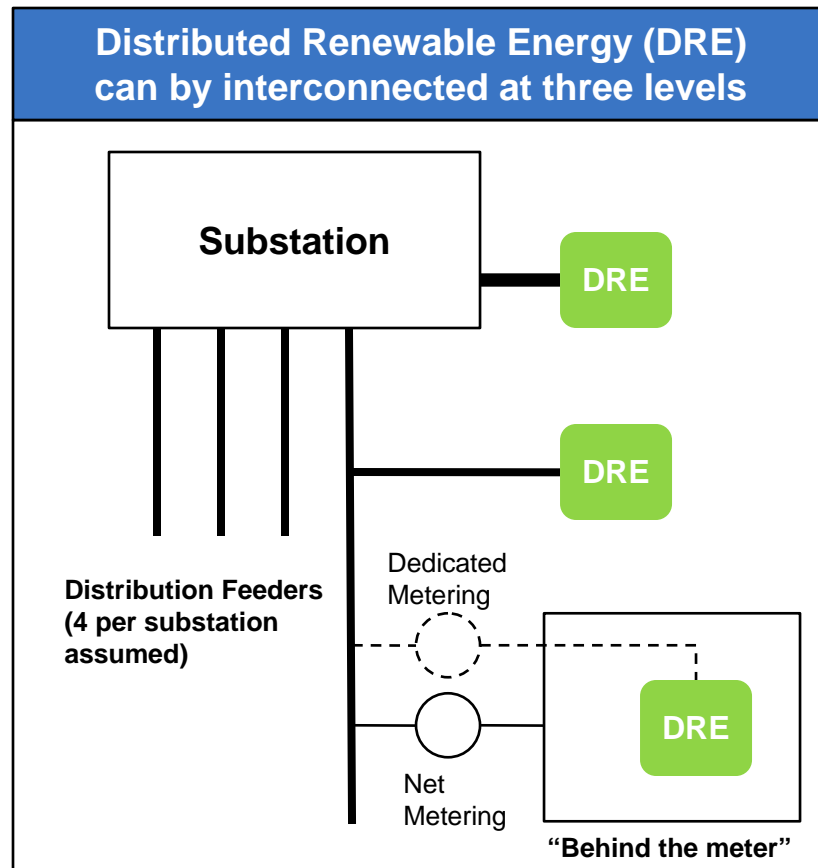 Distributed Renewable Energy (DRE)
can by interconnected at three levels
Substation
DRE
DRE
Dedicated
Metering
Distribution Feeders
(4 per substation
assumed)
DRE
Net
Metering
“Behind the meter”